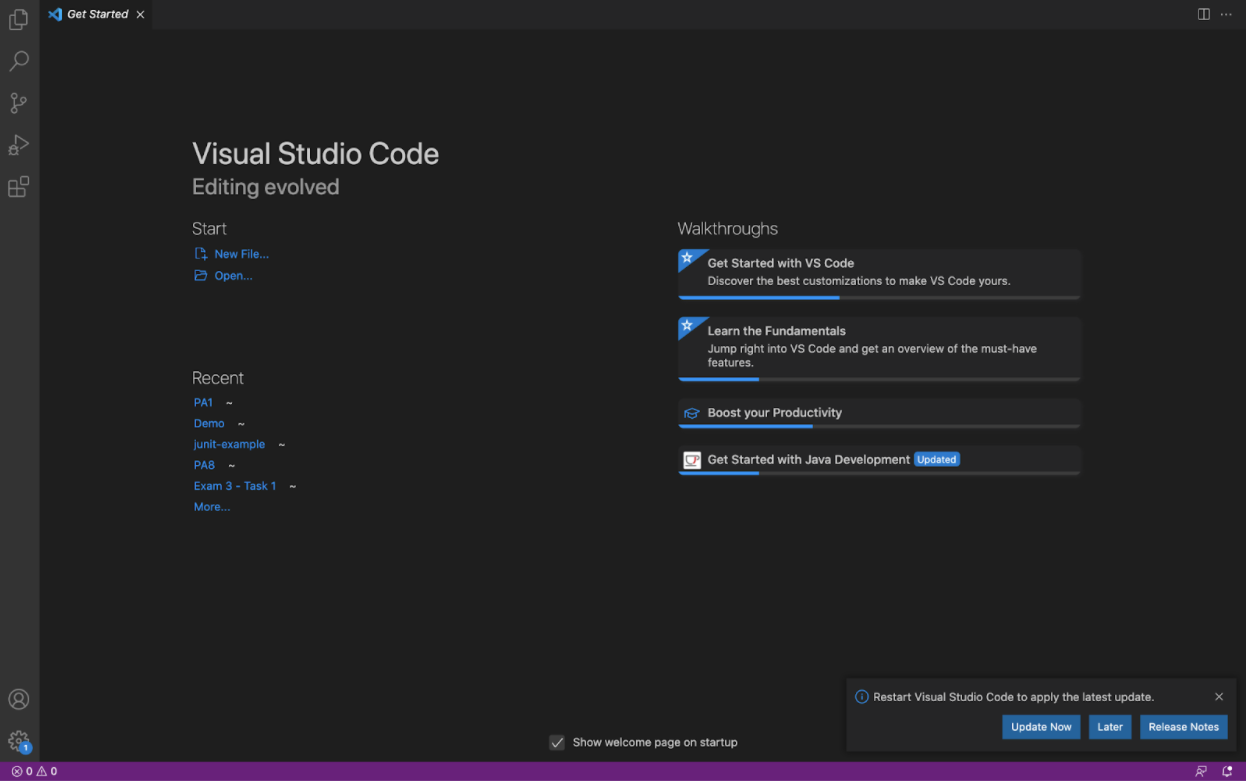 Get Started
Visual Studio Code
Editing evolved
Start
New File...
Open...
Recent
PA1 ~
Demo ~
junit-example ~
PA8 ~
Exam 3 - Task 1 ~
More...
Walkthroughs
Get Started with VS Code
Discover the best customizations to make VS Code yours.
Learn the Fundamentals
Jump right into VS Code and get an overview of the must-have
features.
Boost your Productivity
Get Started with Java Development Updated
Restart Visual Studio Code to apply the latest update.
Update Now Later Release Notes
Show welcome page on startup
1
0 0